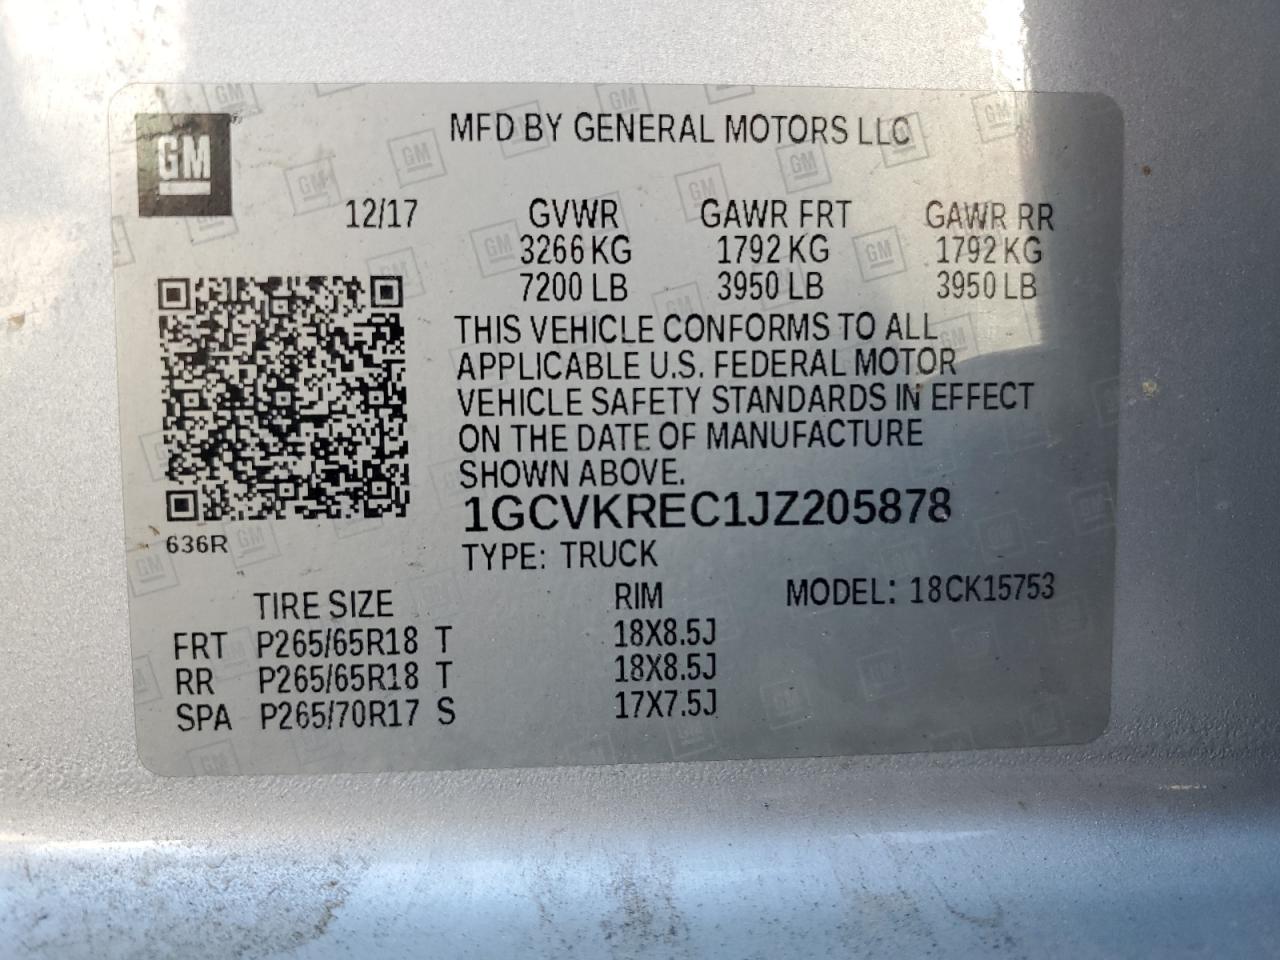 GM
MFD BY GENERAL MOTORS LLC
12/17 GVWR GAWR FRT GAWR RR
3266 KG 1792 KG 1792 KG
7200 LB 3950 LB 3950 LB
THIS VEHICLE CONFORMS TO ALL
APPLICABLE U.S. FEDERAL MOTOR
VEHICLE SAFETY STANDARDS IN EFFECT
ON THE DATE OF MANUFACTURE
SHOWN ABOVE.
1GCVKREC1JZ205878
636R
TYPE: TRUCK
TIRE SIZE RIM MODEL: 18CK15753
FRT P265/65R18 T 18X8.5J
RR P265/65R18 T 18X8.5J
SPA P265/70R17 S 17X7.5J